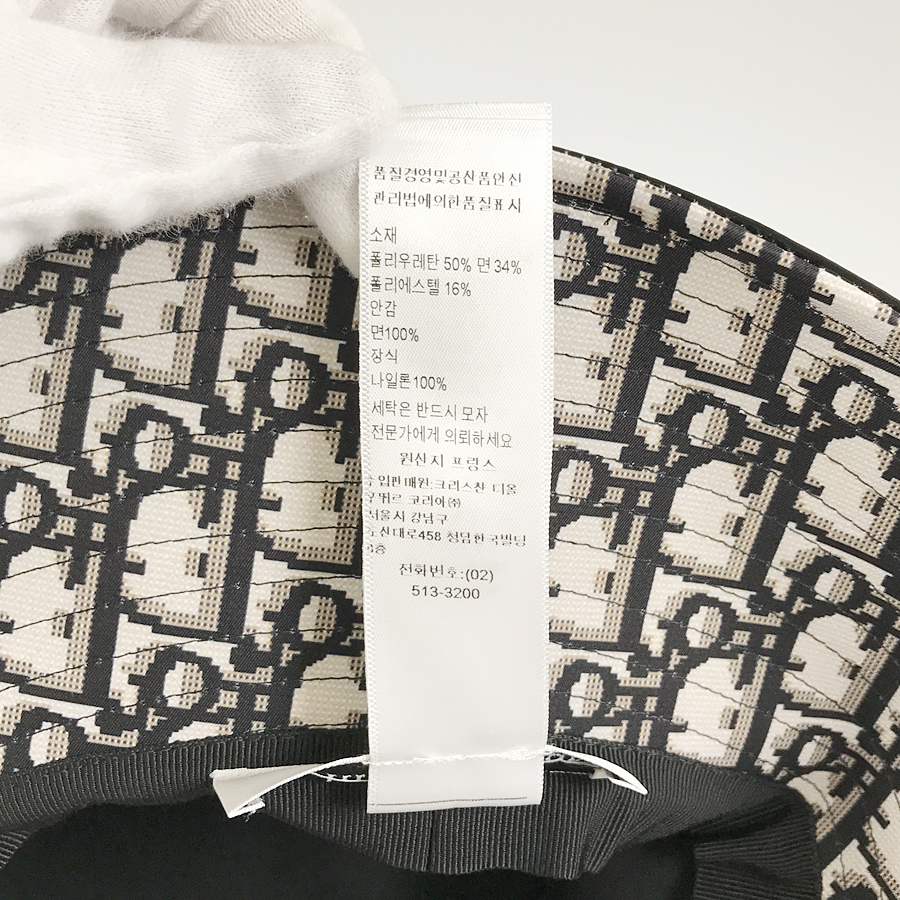 품질경영및공산품안전
관리법에의한품질표시
소재
폴리우레탄 50% 면 34%
폴리에스텔 16%
안감
면100%
장식
나일론100%
세탁은 반드시 모자
전문가에게 의뢰하세요
원산지 프랑스
입판매원:크리스찬 디올
꾸뛰르 코리아㈜
서울시 강남구
도산대로458 청담한국빌딩
층
전화번호:(02)
513-3200